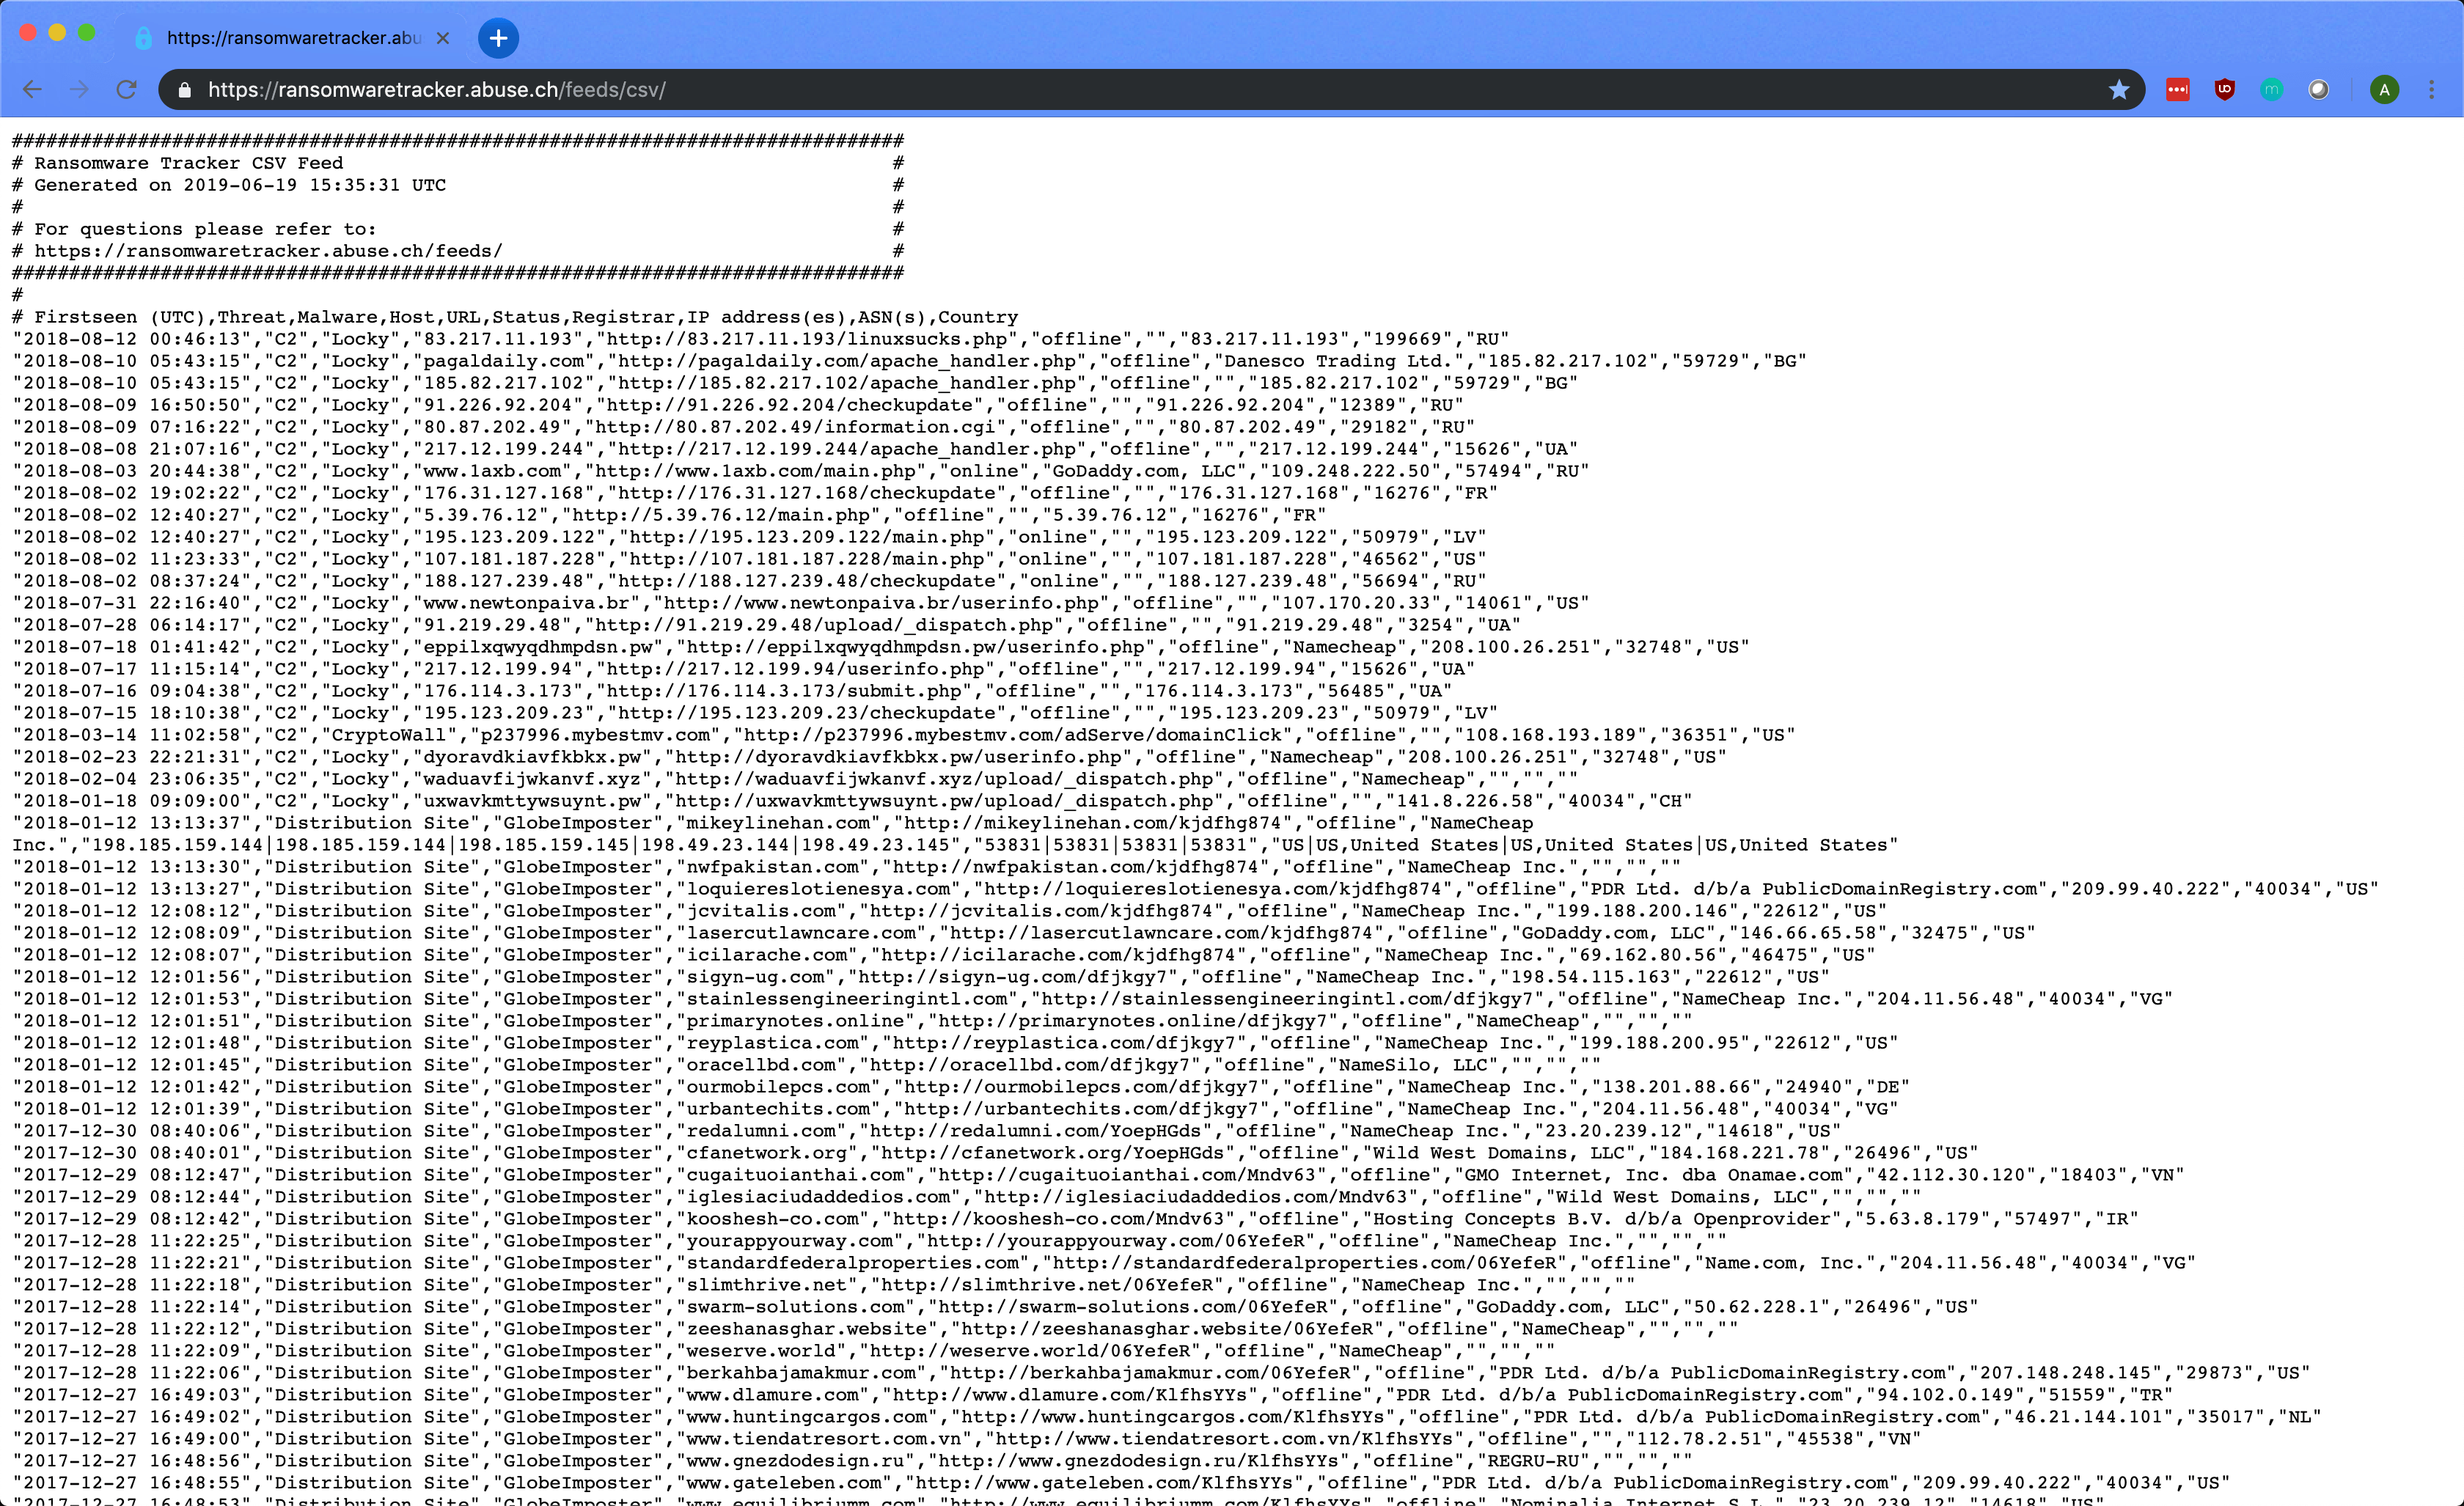 https://ransomwaretracker.abu
https://ransomwaretracker.abuse.ch/feeds/csv/
A
##############################################################################
# Ransomware Tracker CSV Feed                                                #
# Generated on 2019-06-19 15:35:31 UTC                                       #
#                                                                            #
# For questions please refer to:                                             #
# https://ransomwaretracker.abuse.ch/feeds/                                  #
##############################################################################
#
# Firstseen (UTC),Threat,Malware,Host,URL,Status,Registrar,IP address(es),ASN(s),Country
"2018-08-12 00:46:13","C2","Locky","83.217.11.193","http://83.217.11.193/linuxsucks.php","offline","","83.217.11.193","199669","RU"
"2018-08-10 05:43:15","C2","Locky","pagaldaily.com","http://pagaldaily.com/apache_handler.php","offline","Danesco Trading Ltd.","185.82.217.102","59729","BG"
"2018-08-10 05:43:15","C2","Locky","185.82.217.102","http://185.82.217.102/apache_handler.php","offline","","185.82.217.102","59729","BG"
"2018-08-09 16:50:50","C2","Locky","91.226.92.204","http://91.226.92.204/checkupdate","offline","","91.226.92.204","12389","RU"
"2018-08-09 07:16:22","C2","Locky","80.87.202.49","http://80.87.202.49/information.cgi","offline","","80.87.202.49","29182","RU"
"2018-08-08 21:07:16","C2","Locky","217.12.199.244","http://217.12.199.244/apache_handler.php","offline","","217.12.199.244","15626","UA"
"2018-08-03 20:44:38","C2","Locky","www.1axb.com","http://www.1axb.com/main.php","online","GoDaddy.com, LLC","109.248.222.50","57494","RU"
"2018-08-02 19:02:22","C2","Locky","176.31.127.168","http://176.31.127.168/checkupdate","offline","","176.31.127.168","16276","FR"
"2018-08-02 12:40:27","C2","Locky","5.39.76.12","http://5.39.76.12/main.php","offline","","5.39.76.12","16276","FR"
"2018-08-02 12:40:27","C2","Locky","195.123.209.122","http://195.123.209.122/main.php","online","","195.123.209.122","50979","LV"
"2018-08-02 11:23:33","C2","Locky","107.181.187.228","http://107.181.187.228/main.php","online","","107.181.187.228","46562","US"
"2018-08-02 08:37:24","C2","Locky","188.127.239.48","http://188.127.239.48/checkupdate","online","","188.127.239.48","56694","RU"
"2018-07-31 22:16:40","C2","Locky","www.newtonpaiva.br","http://www.newtonpaiva.br/userinfo.php","offline","","107.170.20.33","14061","US"
"2018-07-28 06:14:17","C2","Locky","91.219.29.48","http://91.219.29.48/upload/_dispatch.php","offline","","91.219.29.48","3254","UA"
"2018-07-18 01:41:42","C2","Locky","eppilxqwyqdhmpdsn.pw","http://eppilxqwyqdhmpdsn.pw/userinfo.php","offline","Namecheap","208.100.26.251","32748","US"
"2018-07-17 11:15:14","C2","Locky","217.12.199.94","http://217.12.199.94/userinfo.php","offline","","217.12.199.94","15626","UA"
"2018-07-16 09:04:38","C2","Locky","176.114.3.173","http://176.114.3.173/submit.php","offline","","176.114.3.173","56485","UA"
"2018-07-15 18:10:38","C2","Locky","195.123.209.23","http://195.123.209.23/checkupdate","offline","","195.123.209.23","50979","LV"
"2018-03-14 11:02:58","C2","CryptoWall","p237996.mybestmv.com","http://p237996.mybestmv.com/adServe/domainClick","offline","","108.168.193.189","36351","US"
"2018-02-23 22:21:31","C2","Locky","dyoravdkiavfkbkx.pw","http://dyoravdkiavfkbkx.pw/userinfo.php","offline","Namecheap","208.100.26.251","32748","US"
"2018-02-04 23:06:35","C2","Locky","waduavfijwkanvf.xyz","http://waduavfijwkanvf.xyz/upload/_dispatch.php","offline","Namecheap","","",""
"2018-01-18 09:09:00","C2","Locky","uxwavkmttywsuynt.pw","http://uxwavkmttywsuynt.pw/upload/_dispatch.php","offline","","141.8.226.58","40034","CH"
"2018-01-12 13:13:37","Distribution Site","GlobeImposter","mikeylinehan.com","http://mikeylinehan.com/kjdfhg874","offline","NameCheap
Inc.","198.185.159.144|198.185.159.144|198.185.159.145|198.49.23.144|198.49.23.145","53831|53831|53831|53831","US|US,United States|US,United States|US,United States"
"2018-01-12 13:13:30","Distribution Site","GlobeImposter","nwfpakistan.com","http://nwfpakistan.com/kjdfhg874","offline","NameCheap Inc.","","",""
"2018-01-12 13:13:27","Distribution Site","GlobeImposter","loquiereslotienesya.com","http://loquiereslotienesya.com/kjdfhg874","offline","PDR Ltd. d/b/a PublicDomainRegistry.com","209.99.40.222","40034","US"
"2018-01-12 12:08:12","Distribution Site","GlobeImposter","jcvitalis.com","http://jcvitalis.com/kjdfhg874","offline","NameCheap Inc.","199.188.200.146","22612","US"
"2018-01-12 12:08:09","Distribution Site","GlobeImposter","lasercutlawncare.com","http://lasercutlawncare.com/kjdfhg874","offline","GoDaddy.com, LLC","146.66.65.58","32475","US"
"2018-01-12 12:08:07","Distribution Site","GlobeImposter","icilarache.com","http://icilarache.com/kjdfhg874","offline","NameCheap Inc.","69.162.80.56","46475","US"
"2018-01-12 12:01:56","Distribution Site","GlobeImposter","sigyn-ug.com","http://sigyn-ug.com/dfjkgy7","offline","NameCheap Inc.","198.54.115.163","22612","US"
"2018-01-12 12:01:53","Distribution Site","GlobeImposter","stainlessengineeringintl.com","http://stainlessengineeringintl.com/dfjkgy7","offline","NameCheap Inc.","204.11.56.48","40034","VG"
"2018-01-12 12:01:51","Distribution Site","GlobeImposter","primarynotes.online","http://primarynotes.online/dfjkgy7","offline","NameCheap","","",""
"2018-01-12 12:01:48","Distribution Site","GlobeImposter","reyplastica.com","http://reyplastica.com/dfjkgy7","offline","NameCheap Inc.","199.188.200.95","22612","US"
"2018-01-12 12:01:45","Distribution Site","GlobeImposter","oracellbd.com","http://oracellbd.com/dfjkgy7","offline","NameSilo, LLC","","",""
"2018-01-12 12:01:42","Distribution Site","GlobeImposter","ourmobilepcs.com","http://ourmobilepcs.com/dfjkgy7","offline","NameCheap Inc.","138.201.88.66","24940","DE"
"2018-01-12 12:01:39","Distribution Site","GlobeImposter","urbantechits.com","http://urbantechits.com/dfjkgy7","offline","NameCheap Inc.","204.11.56.48","40034","VG"
"2017-12-30 08:40:06","Distribution Site","GlobeImposter","redalumni.com","http://redalumni.com/YoepHGds","offline","NameCheap Inc.","23.20.239.12","14618","US"
"2017-12-30 08:40:01","Distribution Site","GlobeImposter","cfanetwork.org","http://cfanetwork.org/YoepHGds","offline","Wild West Domains, LLC","184.168.221.78","26496","US"
"2017-12-29 08:12:47","Distribution Site","GlobeImposter","cugaituoianthai.com","http://cugaituoianthai.com/Mndv63","offline","GMO Internet, Inc. dba Onamae.com","42.112.30.120","18403","VN"
"2017-12-29 08:12:44","Distribution Site","GlobeImposter","iglesiaciudaddedios.com","http://iglesiaciudaddedios.com/Mndv63","offline","Wild West Domains, LLC","","",""
"2017-12-29 08:12:42","Distribution Site","GlobeImposter","kooshesh-co.com","http://kooshesh-co.com/Mndv63","offline","Hosting Concepts B.V. d/b/a Openprovider","5.63.8.179","57497","IR"
"2017-12-28 11:22:25","Distribution Site","GlobeImposter","yourappyourway.com","http://yourappyourway.com/06YefeR","offline","NameCheap Inc.","","",""
"2017-12-28 11:22:21","Distribution Site","GlobeImposter","standardfederalproperties.com","http://standardfederalproperties.com/06YefeR","offline","Name.com, Inc.","204.11.56.48","40034","VG"
"2017-12-28 11:22:18","Distribution Site","GlobeImposter","slimthrive.net","http://slimthrive.net/06YefeR","offline","NameCheap Inc.","","",""
"2017-12-28 11:22:14","Distribution Site","GlobeImposter","swarm-solutions.com","http://swarm-solutions.com/06YefeR","offline","GoDaddy.com, LLC","50.62.228.1","26496","US"
"2017-12-28 11:22:12","Distribution Site","GlobeImposter","zeeshanasghar.website","http://zeeshanasghar.website/06YefeR","offline","NameCheap","","",""
"2017-12-28 11:22:09","Distribution Site","GlobeImposter","weserve.world","http://weserve.world/06YefeR","offline","NameCheap","","",""
"2017-12-28 11:22:06","Distribution Site","GlobeImposter","berkahbajamakmur.com","http://berkahbajamakmur.com/06YefeR","offline","PDR Ltd. d/b/a PublicDomainRegistry.com","207.148.248.145","29873","US"
"2017-12-27 16:49:03","Distribution Site","GlobeImposter","www.dlamure.com","http://www.dlamure.com/KlfhsYYs","offline","PDR Ltd. d/b/a PublicDomainRegistry.com","94.102.0.149","51559","TR"
"2017-12-27 16:49:02","Distribution Site","GlobeImposter","www.huntingcargos.com","http://www.huntingcargos.com/KlfhsYYs","offline","PDR Ltd. d/b/a PublicDomainRegistry.com","46.21.144.101","35017","NL"
"2017-12-27 16:49:00","Distribution Site","GlobeImposter","www.tiendatresort.com.vn","http://www.tiendatresort.com.vn/KlfhsYYs","offline","","112.78.2.51","45538","VN"
"2017-12-27 16:48:56","Distribution Site","GlobeImposter","www.gnezdodesign.ru","http://www.gnezdodesign.ru/KlfhsYYs","offline","REGRU-RU","","",""
"2017-12-27 16:48:55","Distribution Site","GlobeImposter","www.gateleben.com","http://www.gateleben.com/KlfhsYYs","offline","PDR Ltd. d/b/a PublicDomainRegistry.com","209.99.40.222","40034","US"
"2017-12-27 16:48:53","Distribution Site","GlobeImposter","www.equilibriumm.com","http://www.equilibriumm.com/KlfhsYYs","offline","Nominalia Internet S.L.","23.20.239.12","14618","US"